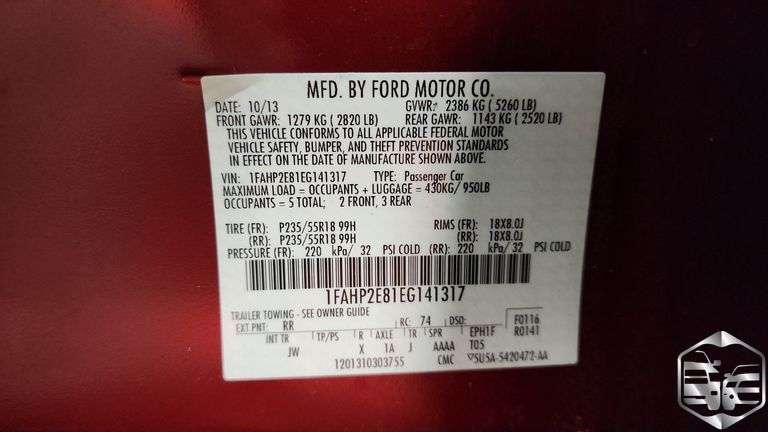 MFD. BY FORD MOTOR CO.
DATE: 10/13 GVWR: 2386 KG ( 5260 LB)
FRONT GAWR: 1279 KG ( 2820 LB) REAR GAWR: 1143 KG ( 2520 LB)
THIS VEHICLE CONFORMS TO ALL APPLICABLE FEDERAL MOTOR
VEHICLE SAFETY, BUMPER, AND THEFT PREVENTION STANDARDS
IN EFFECT ON THE DATE OF MANUFACTURE SHOWN ABOVE.
VIN: 1FAHP2E81EG141317 TYPE: Passenger Car
MAXIMUM LOAD = OCCUPANTS + LUGGAGE = 430KG/ 950LB
OCCUPANTS = 5 TOTAL; 2 FRONT, 3 REAR
TIRE (FR): P235/55R18 99H RIMS (FR): 18X8.0J
(RR): P235/55R18 99H (RR): 18X8.0J
PRESSURE (FR): 220 kPa/ 32 PSI COLD (RR): 220 kPa/ 32 PSI COLD
1FAHP2E81EG141317
TRAILER TOWING - SEE OWNER GUIDE
EXT PNT: RR RC: 74 DSO: F0116
INT TR TP/PS R AXLE TR SPR EPH1F R0141
JW X 1A J AAAA T05
1201310303755 CMC 5U5A-5420472-AA